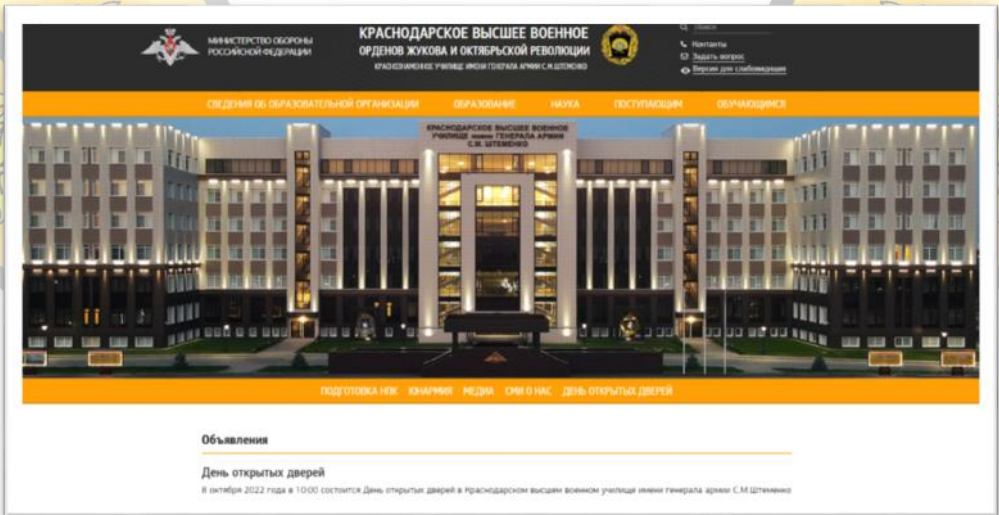 МИНИСТЕРСТВО ОБОРОНЫ
РОССИЙСКОЙ ФЕДЕРАЦИИ
КРАСНОДАРСКОЕ ВЫСШЕЕ ВОЕННОЕ
ОРДЕНОВ ЖУКОВА И ОКТЯБРЬСКОЙ РЕВОЛЮЦИИ
КРАСНОЗНАМЕННОЕ УЧИЛИЩЕ ИМЕНИ ГЕНЕРАЛА АРМИИ С.М.ШТЕМЕНКО
Поиск
Контакты
Задать вопрос
Версия для слабовидящих
СВЕДЕНИЯ ОБ ОБРАЗОВАТЕЛЬНОЙ ОРГАНИЗАЦИИ ОБРАЗОВАНИЕ НАУКА ПОСТУПАЮЩИМ ОБУЧАЮЩИМСЯ
КРАСНОДАРСКОЕ ВЫСШЕЕ ВОЕННОЕ
УЧИЛИЩЕ имени ГЕНЕРАЛА АРМИИ
С.М. ШТЕМЕНКО
ПОДГОТОВКА НПК ЮНАРМИЯ МЕДИА СМИ О НАС ДЕНЬ ОТКРЫТЫХ ДВЕРЕЙ
Объявления
День открытых дверей
8 октября 2022 года в 10:00 состоится День открытых дверей в Краснодарском высшем военном училище имени генерала армии С.М.Штеменко